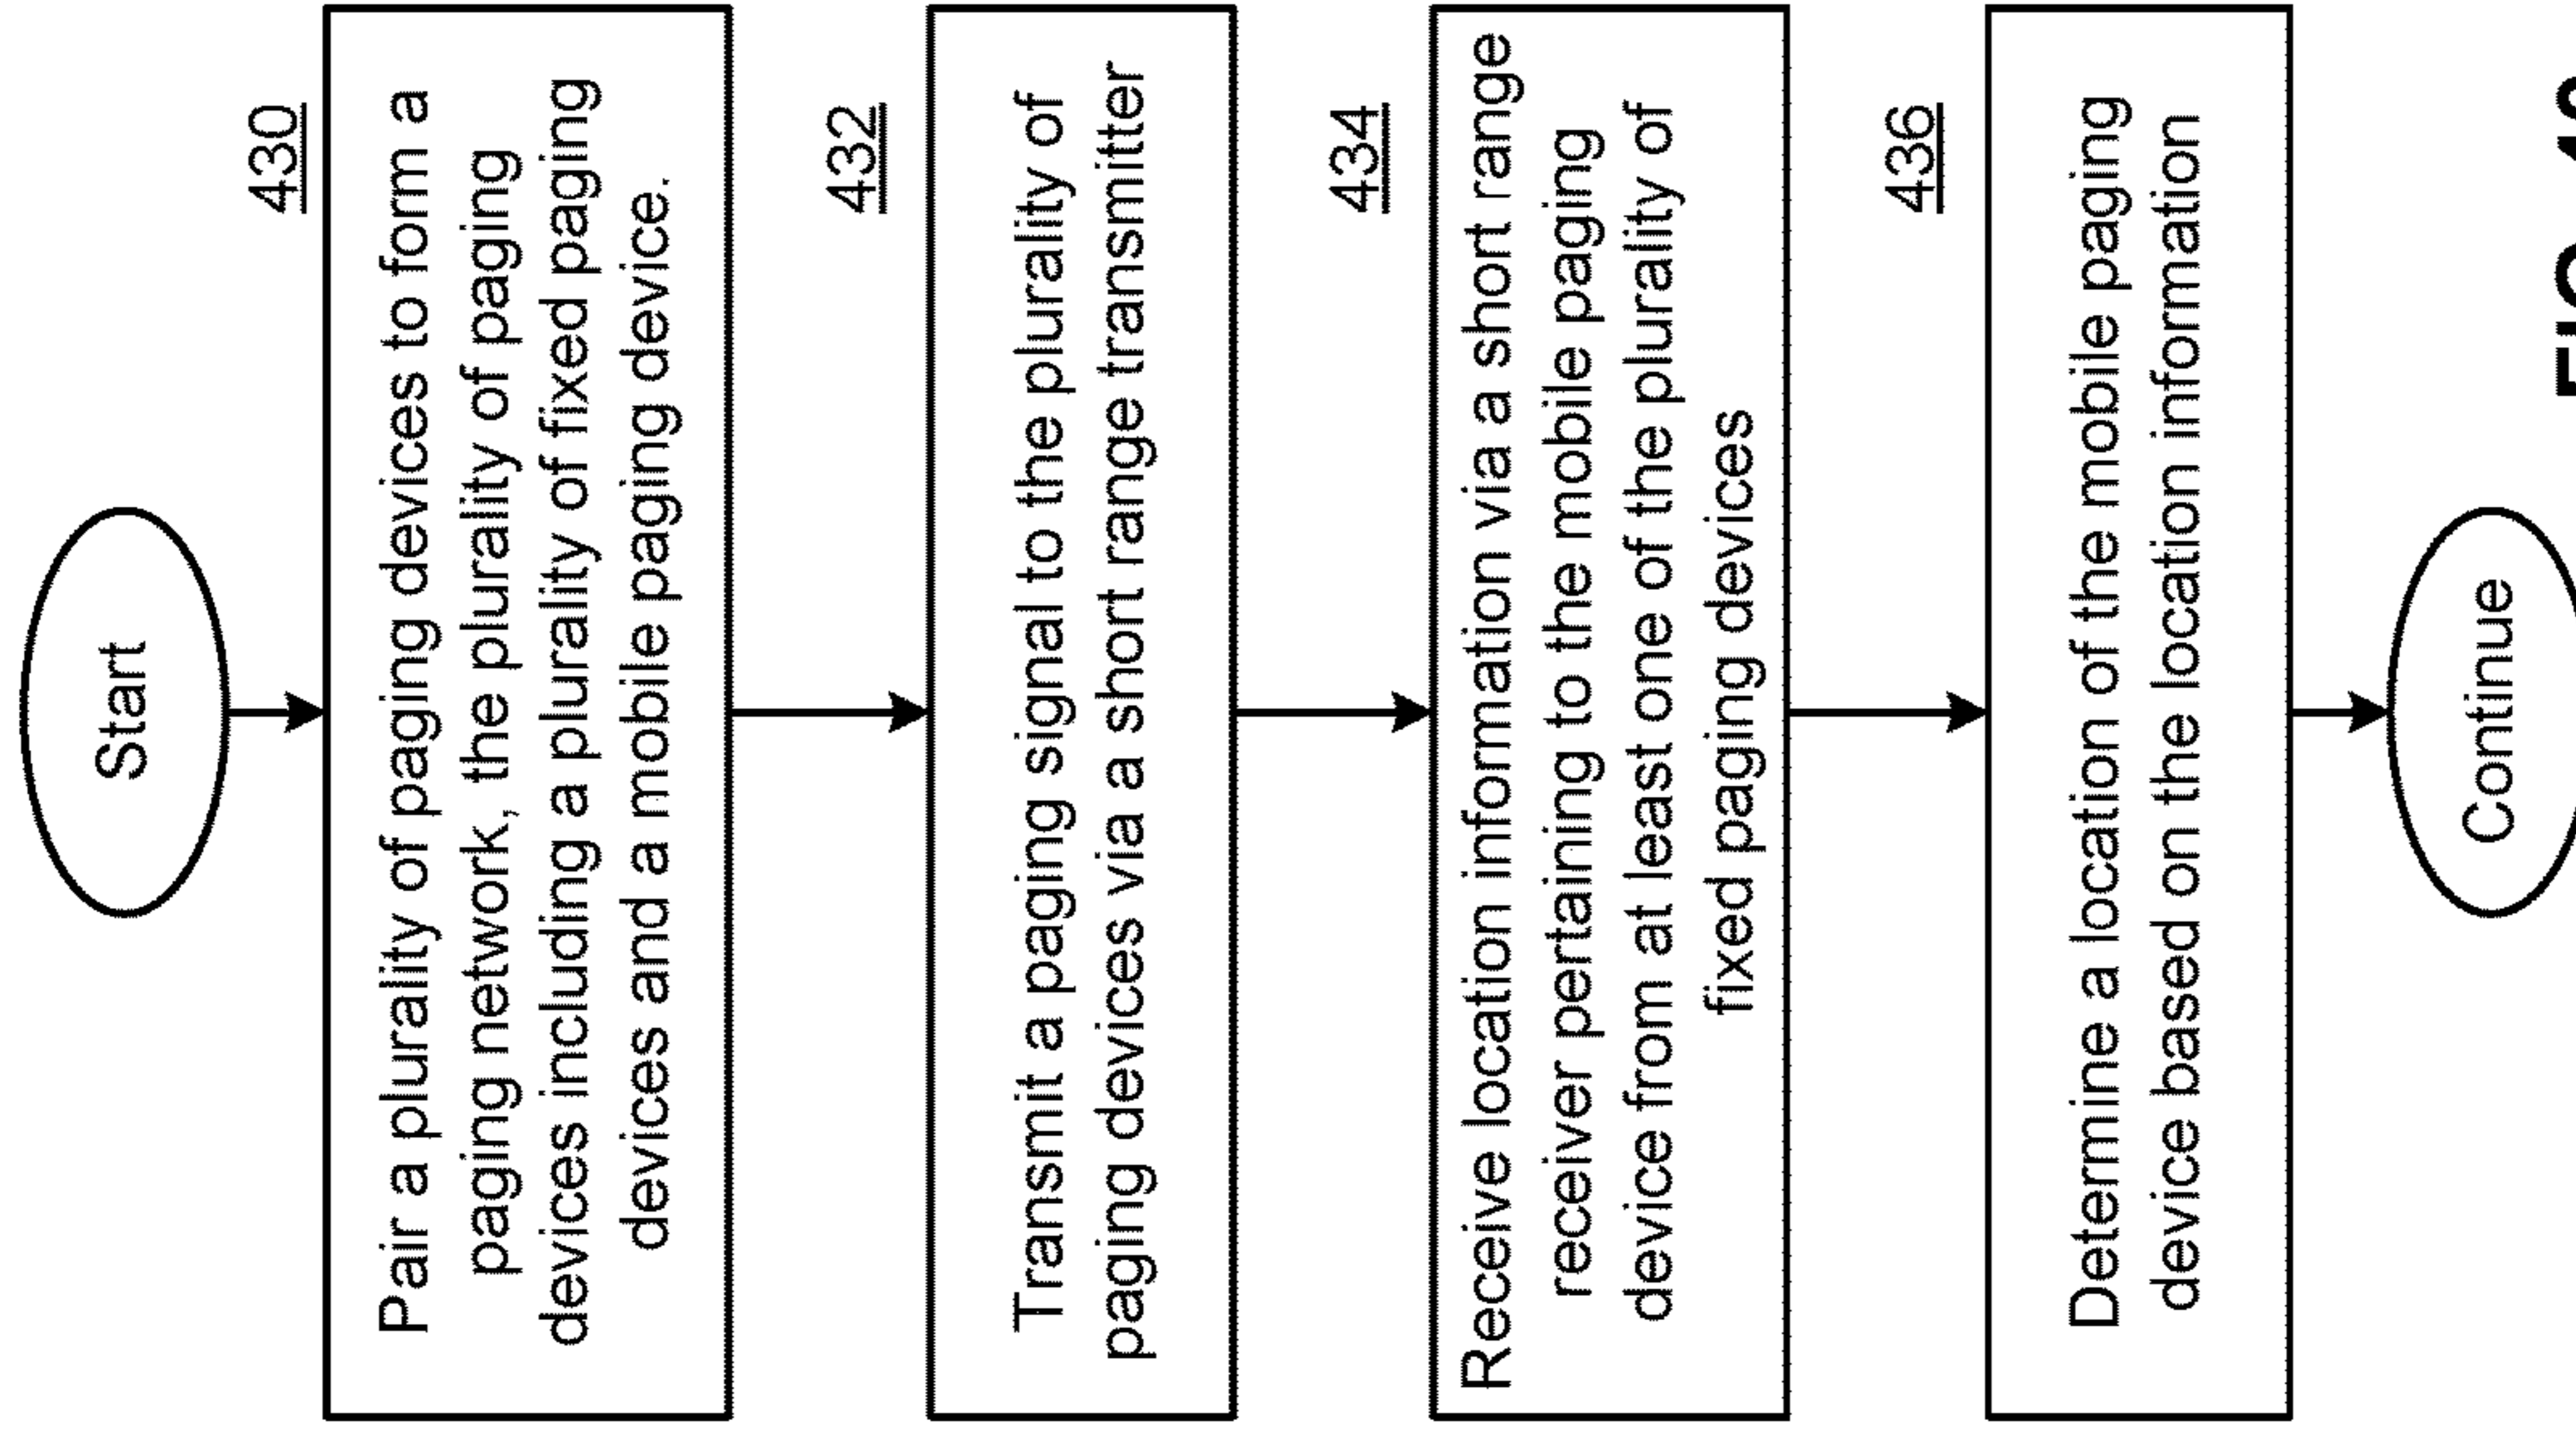 Start
430
Pair a plurality of paging devices to form a
paging network, the plurality of paging
devices including a plurality of fixed paging
devices and a mobile paging device.
432
Transmit a paging signal to the plurality of
paging devices via a short range transmitter
434
Receive location information via a short range
receiver pertaining to the mobile paging
device from at least one of the plurality of
fixed paging devices
436
Determine a location of the mobile paging
device based on the location information
Continue